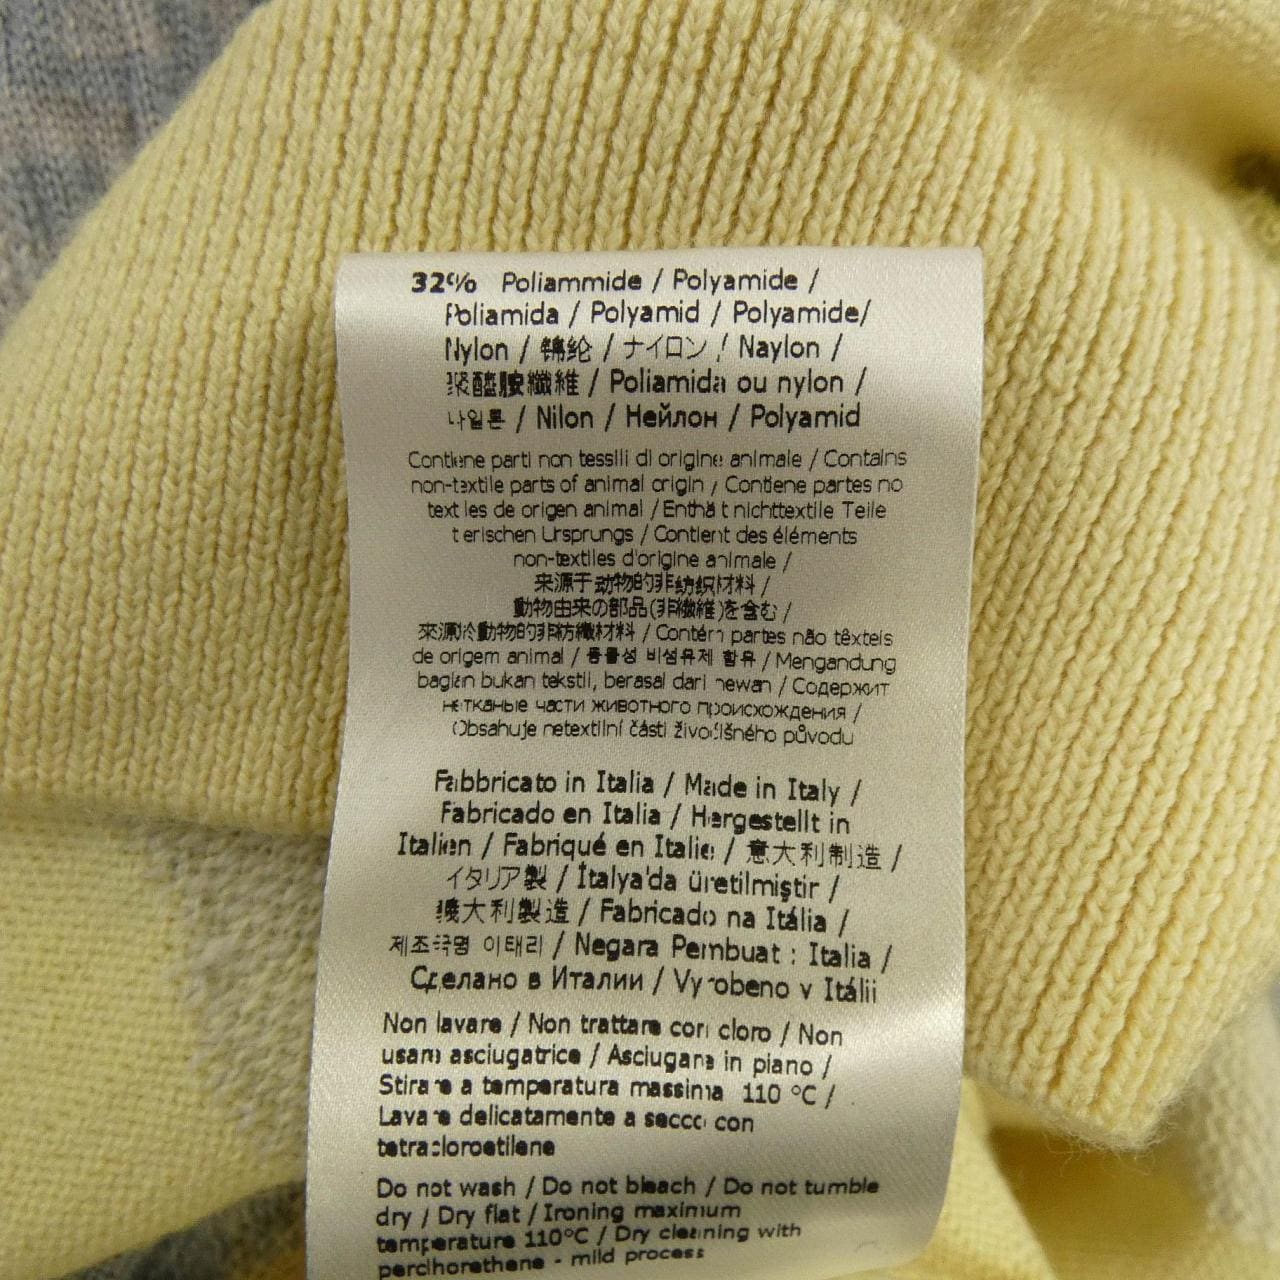 32% Poliammide / Polyamide /
Poliamida / Polyamid / Polyamide/
Nylon / 锦纶 / ナイロン / Naylon /
聚醯胺纖維 / Poliamida ou nylon /
나일론 / Nilon / Нейлон / Polyamid
Contiene parti non tessili di origine animale / Contains
non-textile parts of animal origin / Contiene partes no
textiles de origen animal / Enthält nichttextile Teile
tierischen Ursprungs / Contient des éléments
non-textiles d'origine animale /
来源于动物的非纺织材料 /
動物由来の部品(非繊維)を含む /
來源於動物的非紡織材料 / Contém partes não têxteis
de origem animal / 동물성 비섬유제 함유 / Mengandung
bagian bukan tekstil, berasal dari hewan / Содержит
нетканые части животного происхождения /
Obsahuje netextilní části živočišného původu
Fabbricato in Italia / Made in Italy /
Fabricado en Italia / Hergestellt in
Italien / Fabriqué en Italie / 意大利制造 /
イタリア製 / İtalya'da üretilmiştir /
義大利製造 / Fabricado na Itália /
제조국명 이태리 / Negara Pembuat : Italia /
Сделано в Италии / Vyrobeno v Itálii
Non lavare / Non trattare con cloro / Non
usare asciugatrice / Asciugare in piano /
Stirare a temperatura massima 110 °C /
Lavare delicatamente a secco con
tetracloroetilene
Do not wash / Do not bleach / Do not tumble
dry / Dry flat / Ironing maximum
temperature 110°C / Dry cleaning with
perclhorethene - mild process